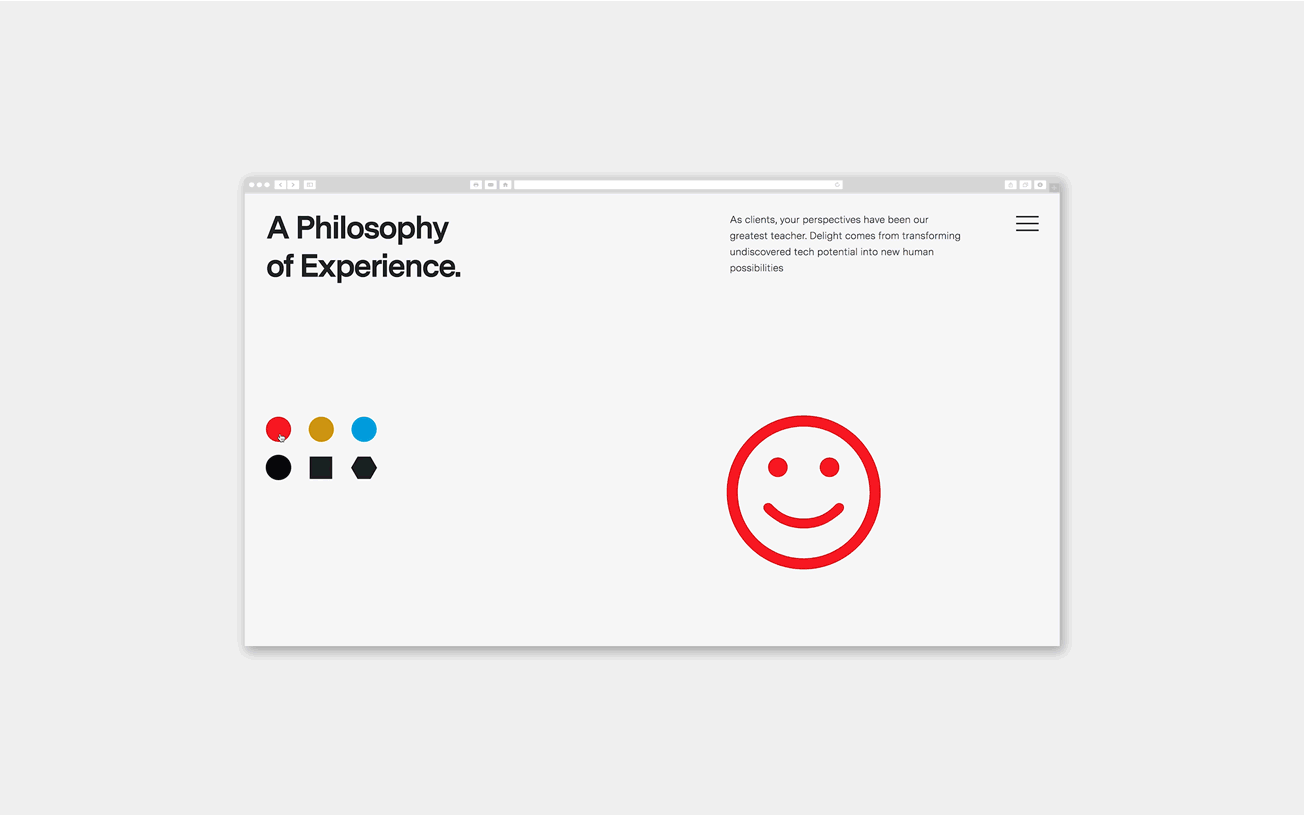 A Philosophy
of Experience.
As clients, your perspectives have been our
greatest teacher. Delight comes from transforming
undiscovered tech potential into new human
possibilities